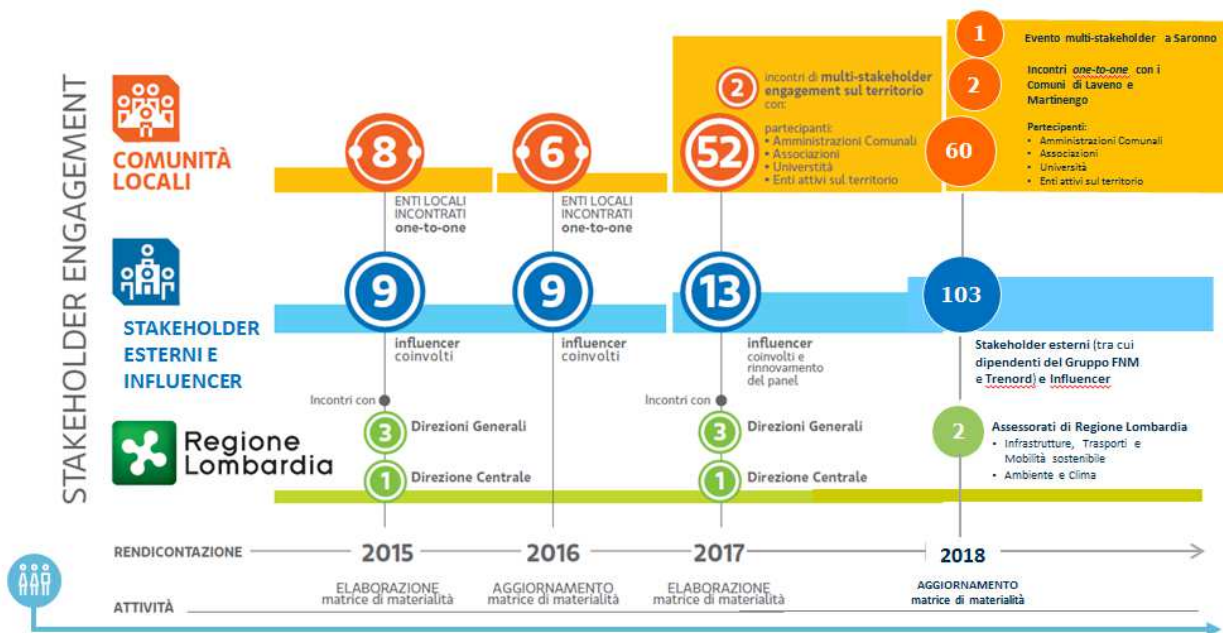 STAKEHOLDER ENGAGEMENT
COMUNITÀ
LOCALI
8
ENTI LOCALI
INCONTRATI
one-to-one
6
ENTI LOCALI
INCONTRATI
one-to-one
2
incontri di multi-stakeholder
engagement sul territorio
con:
52
partecipanti:
• Amministrazioni Comunali
• Associazioni
• Universtità
• Enti attivi sul territorio
1
Evento multi-stakeholder a Saronno
2
Incontri one-to-one con i
Comuni di Laveno e
Martinengo
60
Partecipanti:
• Amministrazioni Comunali
• Associazioni
• Università
• Enti attivi sul territorio
STAKEHOLDER
ESTERNI E
INFLUENCER
9
influencer
coinvolti
9
influencer
coinvolti
13
influencer
coinvolti e
rinnovamento
del panel
103
Stakeholder esterni (tra cui
dipendenti del Gruppo FNM
e Trenord) e Influencer
Regione
Lombardia
Incontri con
3 Direzioni Generali
1 Direzione Centrale
Incontri con
3 Direzioni Generali
1 Direzione Centrale
2
Assessorati di Regione Lombardia
• Infrastrutture, Trasporti e
Mobilità sostenibile
• Ambiente e Clima
RENDICONTAZIONE
2015
2016
2017
2018
ATTIVITÀ
ELABORAZIONE
matrice di materialità
AGGIORNAMENTO
matrice di materialità
ELABORAZIONE
matrice di materialità
AGGIORNAMENTO
matrice di materialità